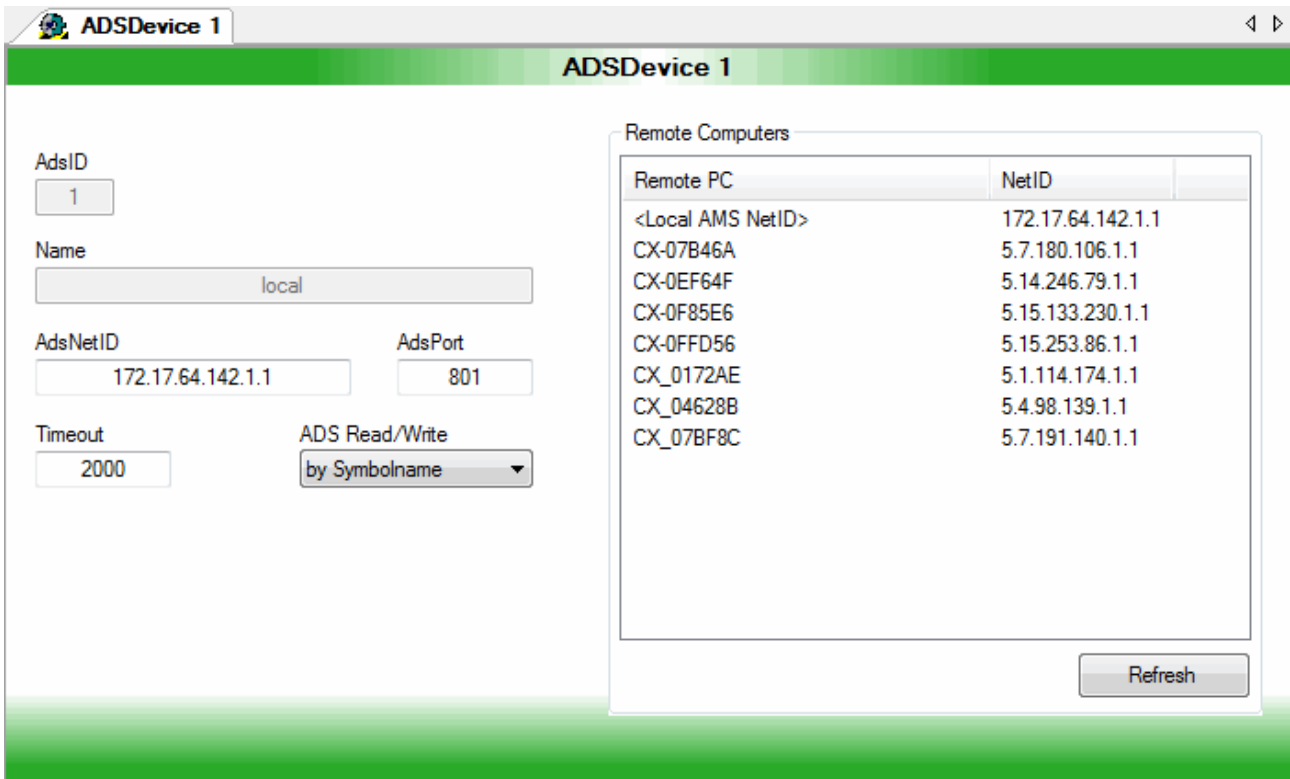 ADSDevice 1
ADSDevice 1
AdsID
1
Name
local
AdsNetID AdsPort
172.17.64.142.1.1 801
Timeout ADS Read/Write
2000 by Symbolname
Remote Computers
Remote PC NetID
<Local AMS NetID> 172.17.64.142.1.1
CX-07B46A 5.7.180.106.1.1
CX-0EF64F 5.14.246.79.1.1
CX-0F85E6 5.15.133.230.1.1
CX-0FFD56 5.15.253.86.1.1
CX_0172AE 5.1.114.174.1.1
CX_04628B 5.4.98.139.1.1
CX_07BF8C 5.7.191.140.1.1
Refresh